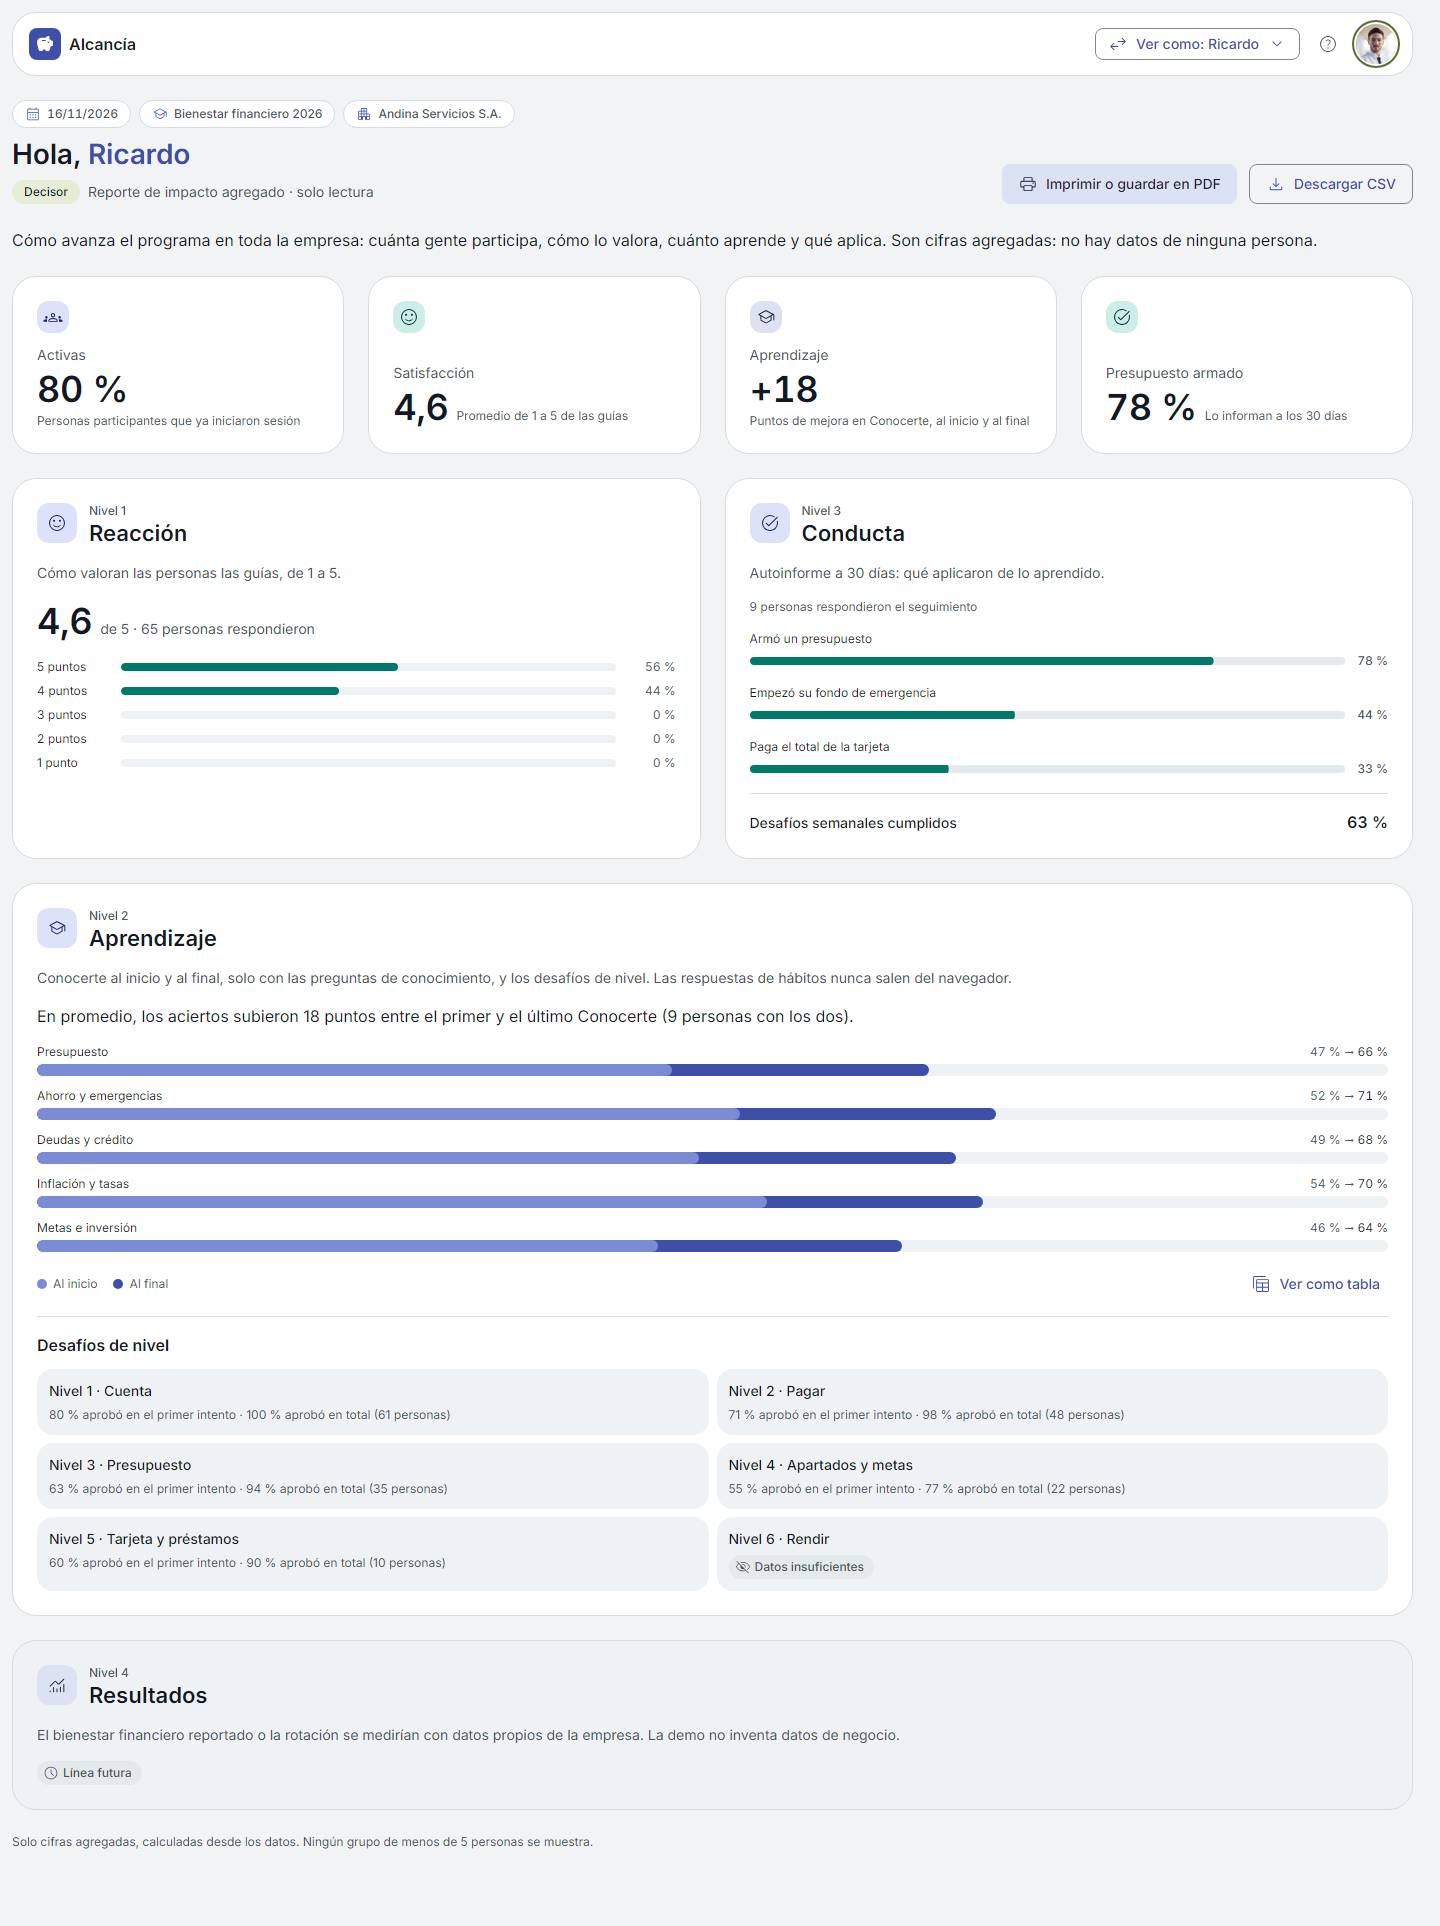 Alcancía
Ver como: Ricardo
16/11/2026
Bienestar financiero 2026
Andina Servicios S.A.
Hola, Ricardo
Decisor
Reporte de impacto agregado · solo lectura
Imprimir o guardar en PDF
Descargar CSV
Cómo avanza el programa en toda la empresa: cuánta gente participa, cómo lo valora, cuánto aprende y qué aplica. Son cifras agregadas: no hay datos de ninguna persona.
Activas
80 %
Personas participantes que ya iniciaron sesión
Satisfacción
4,6 Promedio de 1 a 5 de las guías
Aprendizaje
+18
Puntos de mejora en Conocerte, al inicio y al final
Presupuesto armado
78 % Lo informan a los 30 días
Nivel 1
Reacción
Cómo valoran las personas las guías, de 1 a 5.
4,6 de 5 · 65 personas respondieron
5 puntos 56 %
4 puntos 44 %
3 puntos 0 %
2 puntos 0 %
1 punto 0 %
Nivel 3
Conducta
Autoinforme a 30 días: qué aplicaron de lo aprendido.
9 personas respondieron el seguimiento
Armó un presupuesto
78 %
Empezó su fondo de emergencia
44 %
Paga el total de la tarjeta
33 %
Desafíos semanales cumplidos 63 %
Nivel 2
Aprendizaje
Conocerte al inicio y al final, solo con las preguntas de conocimiento, y los desafíos de nivel. Las respuestas de hábitos nunca salen del navegador.
En promedio, los aciertos subieron 18 puntos entre el primer y el último Conocerte (9 personas con los dos).
Presupuesto 47 % → 66 %
Ahorro y emergencias 52 % → 71 %
Deudas y crédito 49 % → 68 %
Inflación y tasas 54 % → 70 %
Metas e inversión 46 % → 64 %
Al inicio Al final
Ver como tabla
Desafíos de nivel
Nivel 1 · Cuenta
80 % aprobó en el primer intento · 100 % aprobó en total (61 personas)
Nivel 2 · Pagar
71 % aprobó en el primer intento · 98 % aprobó en total (48 personas)
Nivel 3 · Presupuesto
63 % aprobó en el primer intento · 94 % aprobó en total (35 personas)
Nivel 4 · Apartados y metas
55 % aprobó en el primer intento · 77 % aprobó en total (22 personas)
Nivel 5 · Tarjeta y préstamos
60 % aprobó en el primer intento · 90 % aprobó en total (10 personas)
Nivel 6 · Rendir
Datos insuficientes
Nivel 4
Resultados
El bienestar financiero reportado o la rotación se medirían con datos propios de la empresa. La demo no inventa datos de negocio.
Línea futura
Solo cifras agregadas, calculadas desde los datos. Ningún grupo de menos de 5 personas se muestra.